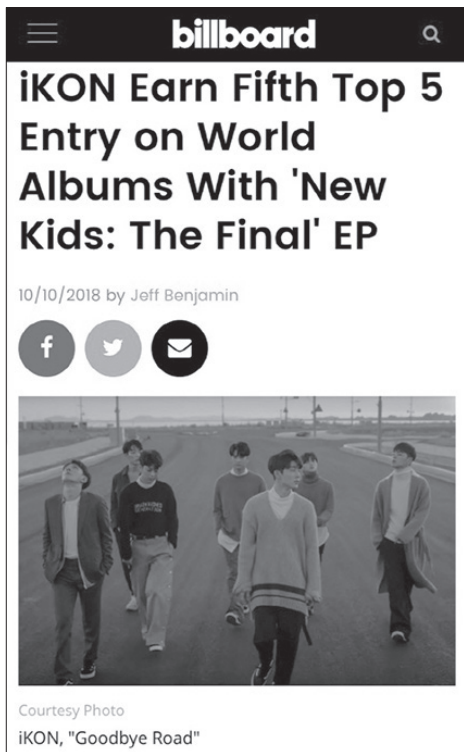 billboard
iKON Earn Fifth Top 5
Entry on World
Albums With 'New
Kids: The Final' EP
10/10/2018 by Jeff Benjamin
Courtesy Photo
iKON, "Goodbye Road"